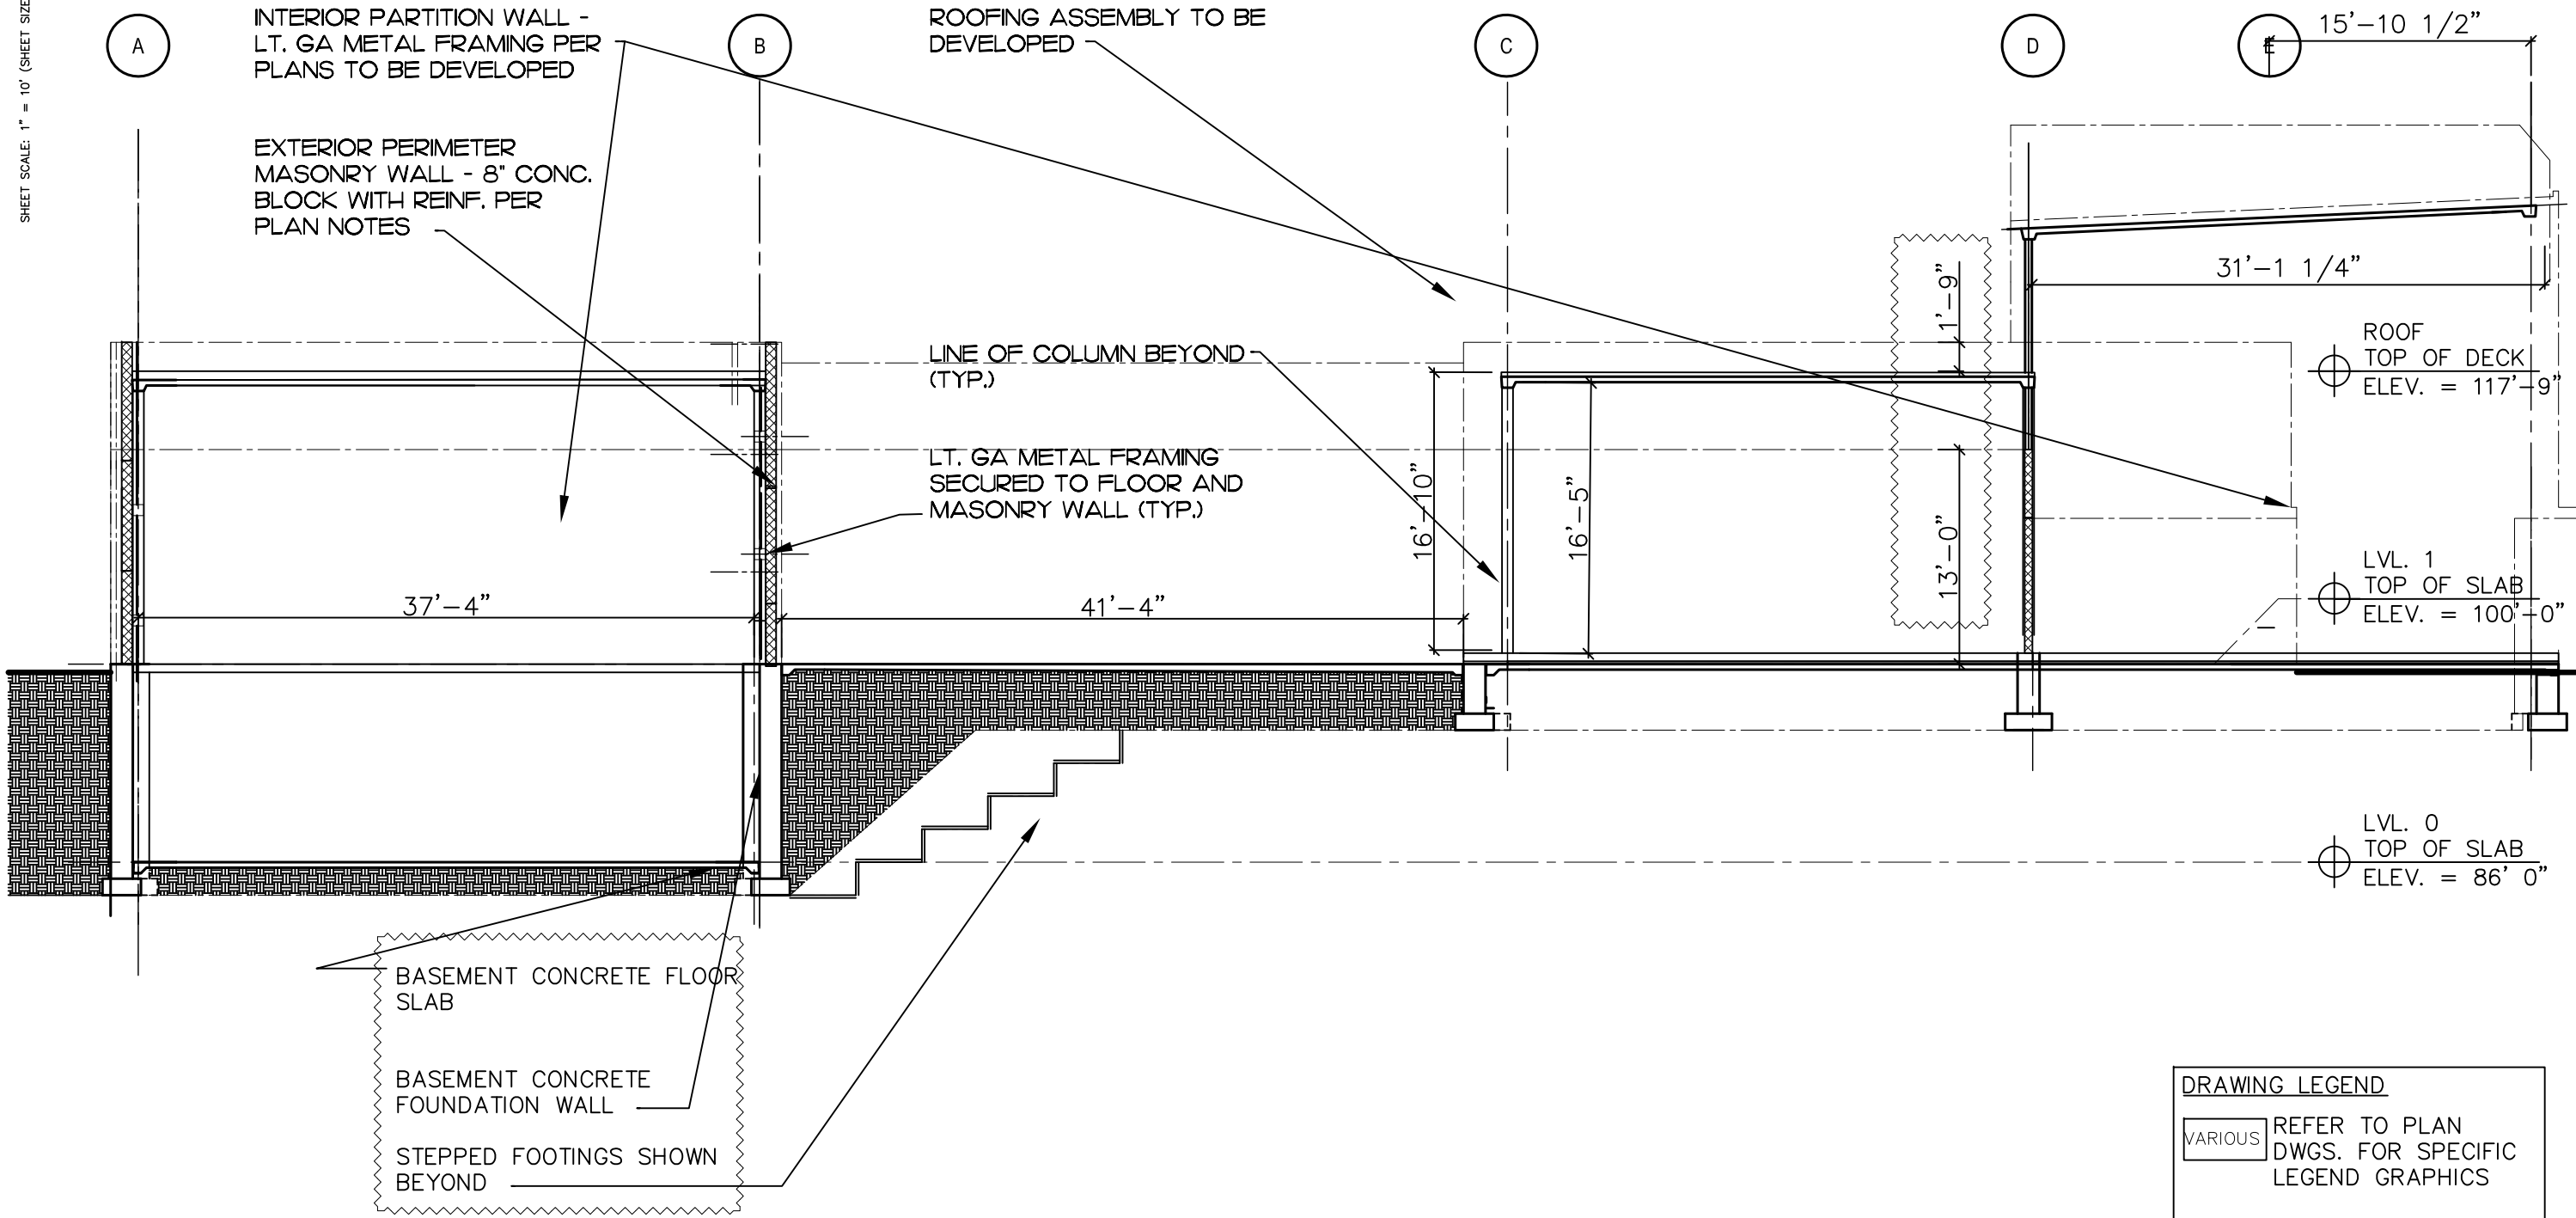 SHEET SCALE: 1" = 10' (SHEET SIZE
A
B
C
D
E
15'-10 1/2"
INTERIOR PARTITION WALL -
LT. GA METAL FRAMING PER
PLANS TO BE DEVELOPED
ROOFING ASSEMBLY TO BE
DEVELOPED
EXTERIOR PERIMETER
MASONRY WALL - 8" CONC.
BLOCK WITH REINF. PER
PLAN NOTES
31'-1 1/4"
1'-9"
LINE OF COLUMN BEYOND
(TYP.)
ROOF
TOP OF DECK
ELEV. = 117'-9"
LT. GA METAL FRAMING
SECURED TO FLOOR AND
MASONRY WALL (TYP.)
16'-10"
16'-5"
13'-0"
37'-4"
41'-4"
LVL. 1
TOP OF SLAB
ELEV. = 100'-0"
LVL. 0
TOP OF SLAB
ELEV. = 86' 0"
BASEMENT CONCRETE FLOOR
SLAB
BASEMENT CONCRETE
FOUNDATION WALL
STEPPED FOOTINGS SHOWN
BEYOND
DRAWING LEGEND
VARIOUS
REFER TO PLAN
DWGS. FOR SPECIFIC
LEGEND GRAPHICS